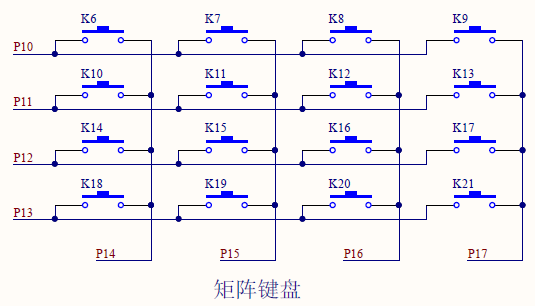 K6 K7 K8 K9
P10
K10 K11 K12 K13
P11
K14 K15 K16 K17
P12
K18 K19 K20 K21
P13
P14 P15 P16 P17
矩阵键盘